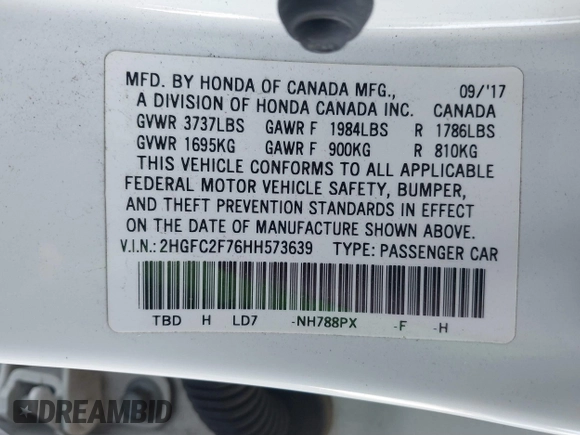 MFD. BY HONDA OF CANADA MFG., 09/'17
A DIVISION OF HONDA CANADA INC. CANADA
GVWR 3737LBS GAWR F 1984LBS R 1786LBS
GVWR 1695KG GAWR F 900KG R 810KG
THIS VEHICLE CONFORMS TO ALL APPLICABLE
FEDERAL MOTOR VEHICLE SAFETY, BUMPER,
AND THEFT PREVENTION STANDARDS IN EFFECT
ON THE DATE OF MANUFACTURE SHOWN ABOVE.
V.I.N.: 2HGFC2F76HH573639 TYPE: PASSENGER CAR
TBD H LD7 -NH788PX -F -H
DREAMBID